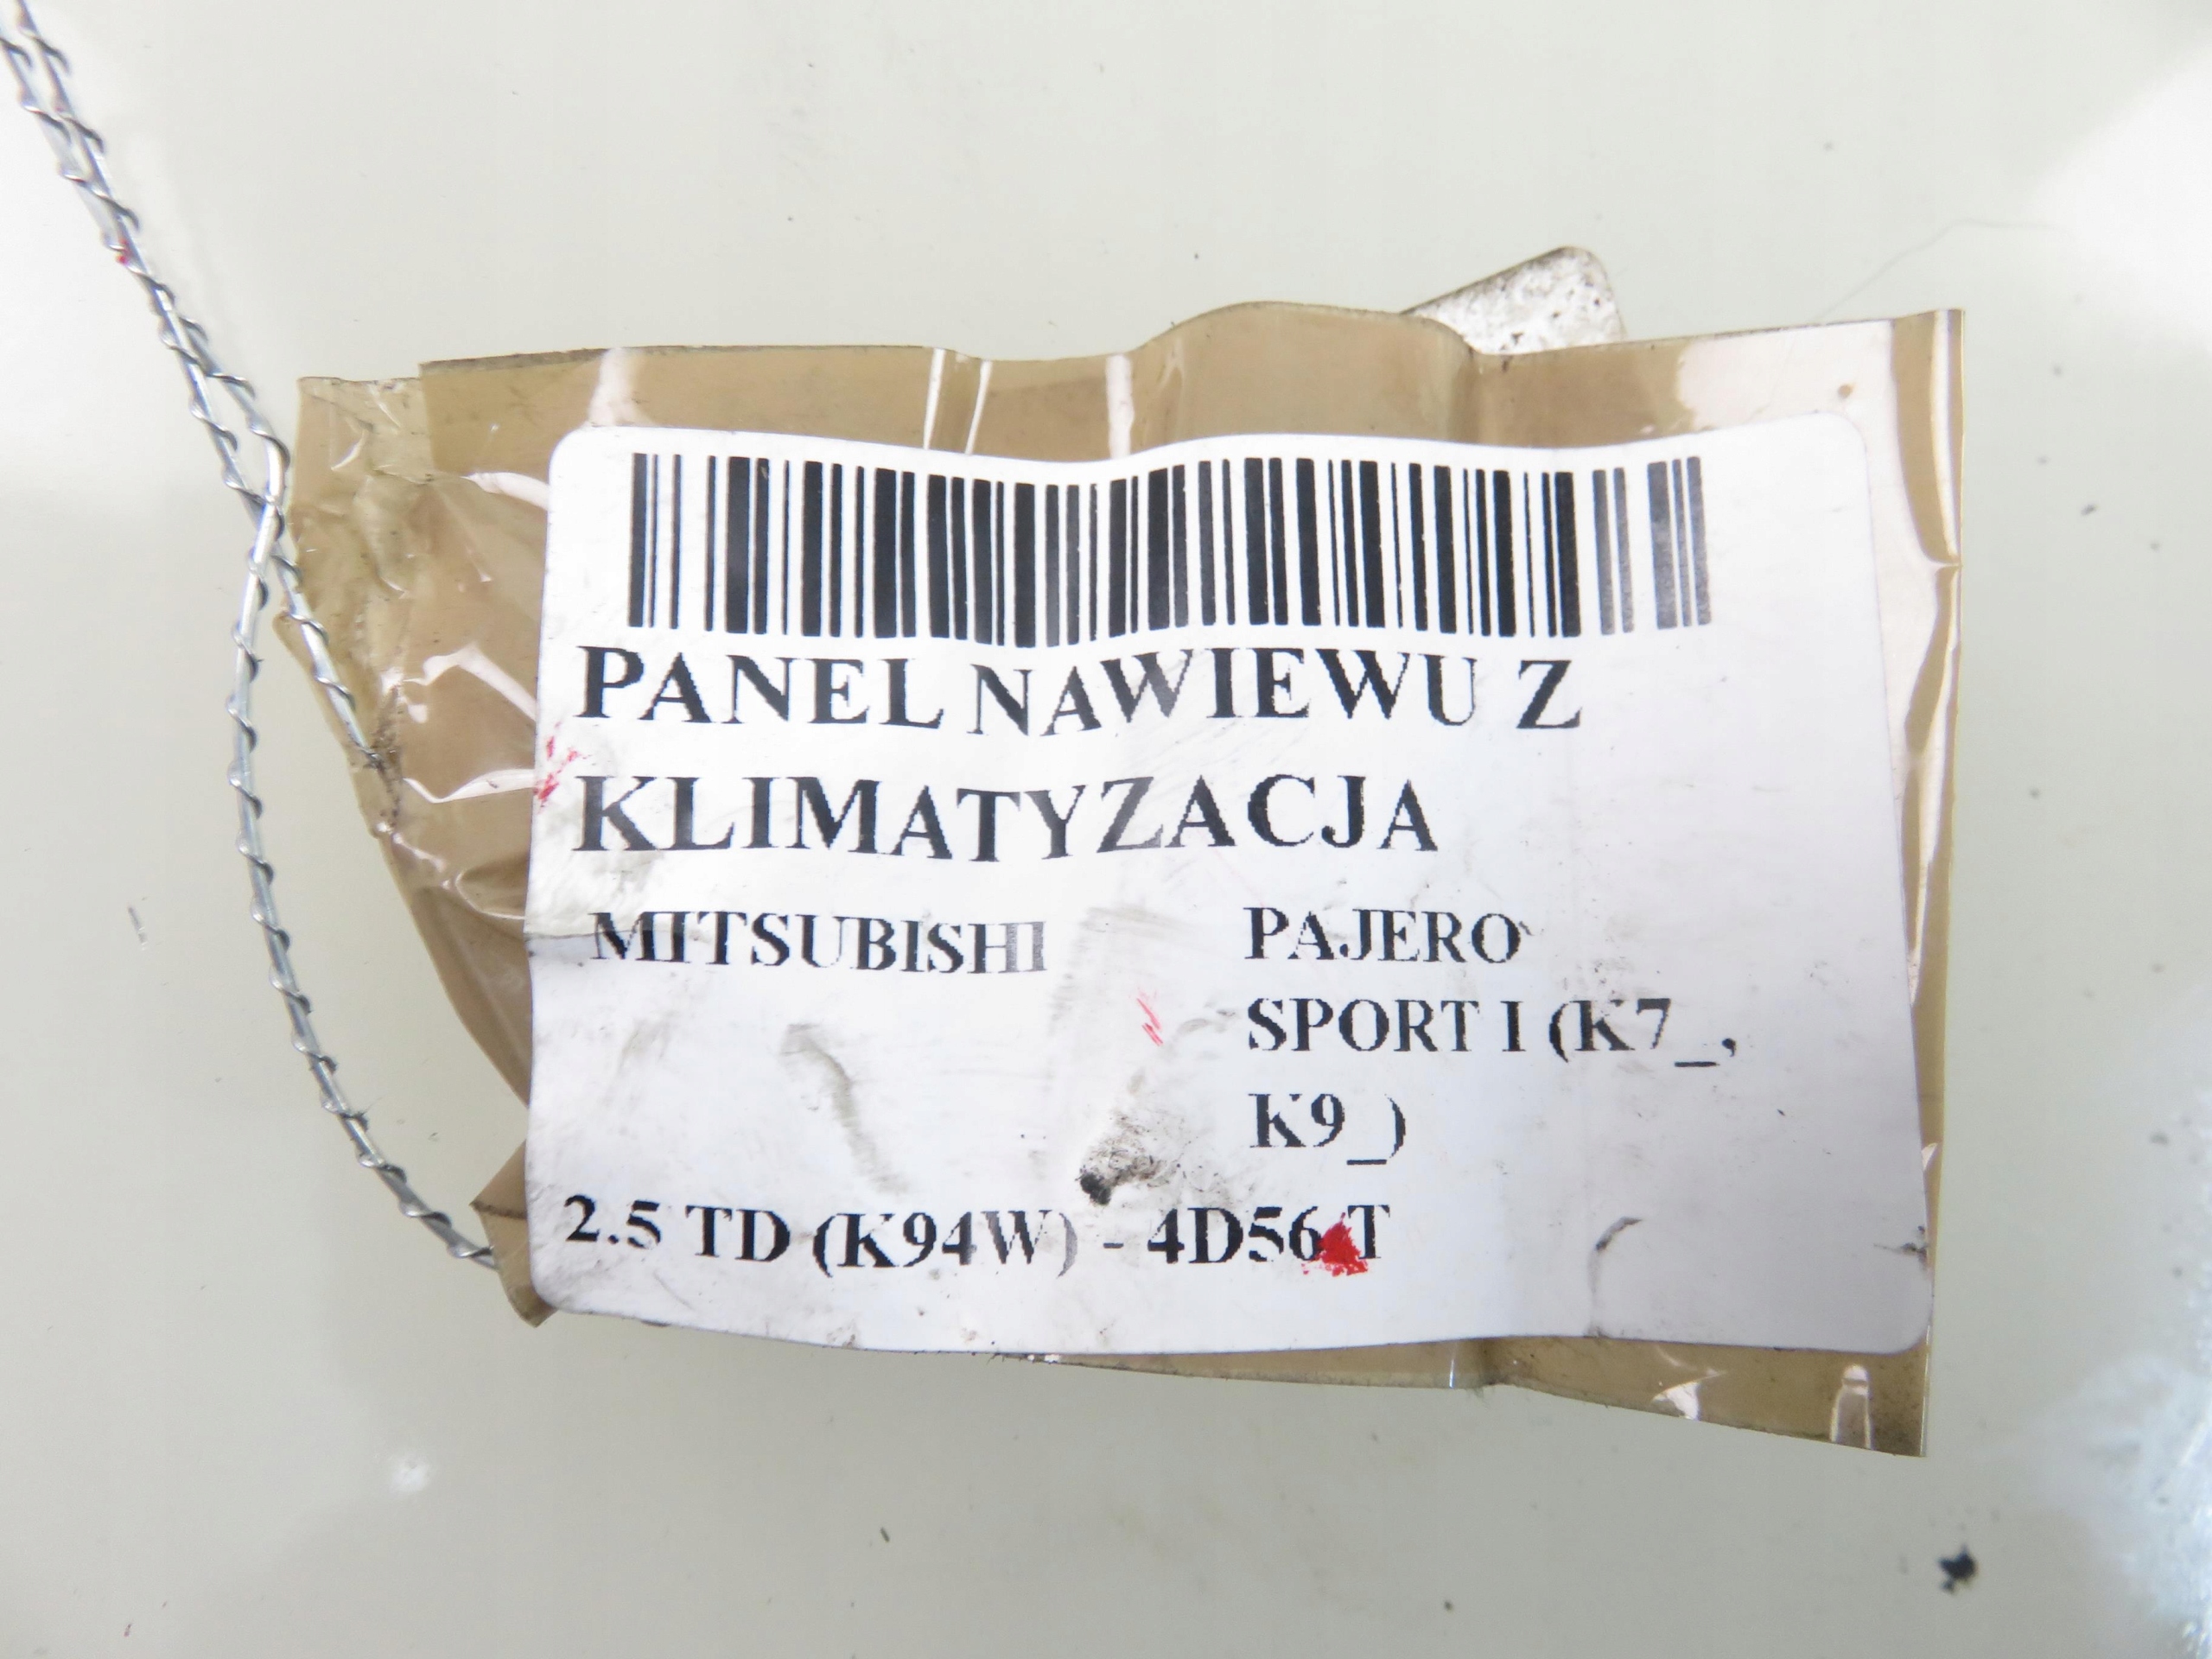 PANEL NAWIEWU Z
KLIMATYZACJA
MITSUBISHI PAJERO
SPORT I (K7_,
K9_)
2.5 TD (K94W) - 4D56 T